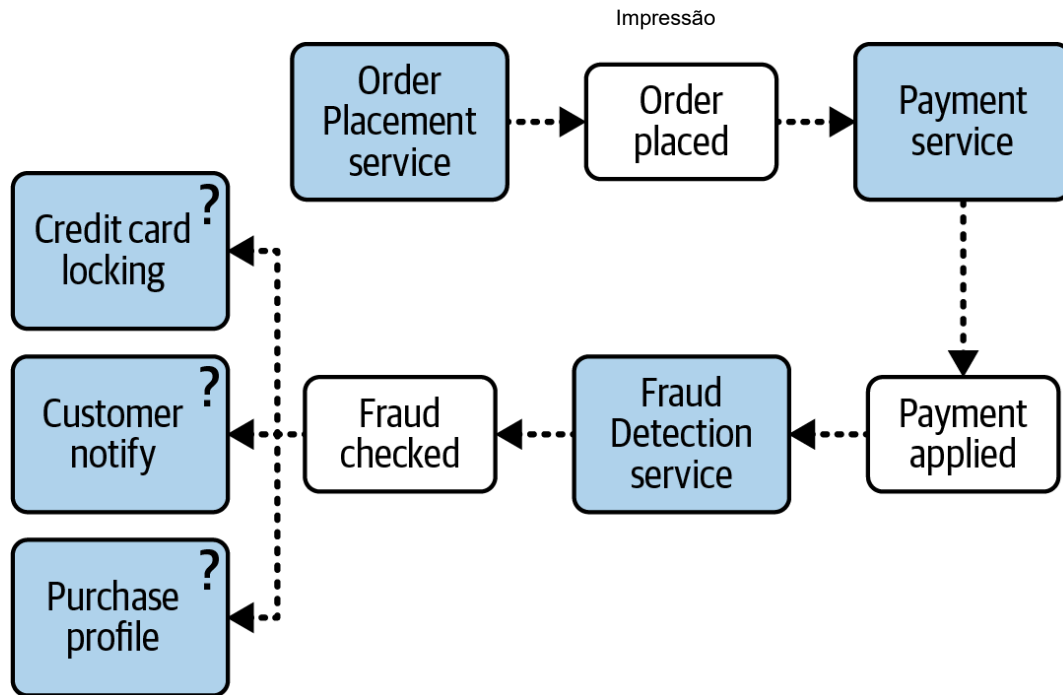 Impressão
Order
Placement
service
Order
placed
Payment
service
Payment
applied
Fraud
Detection
service
Fraud
checked
Credit card
locking
?
Customer
notify
?
Purchase
profile
?